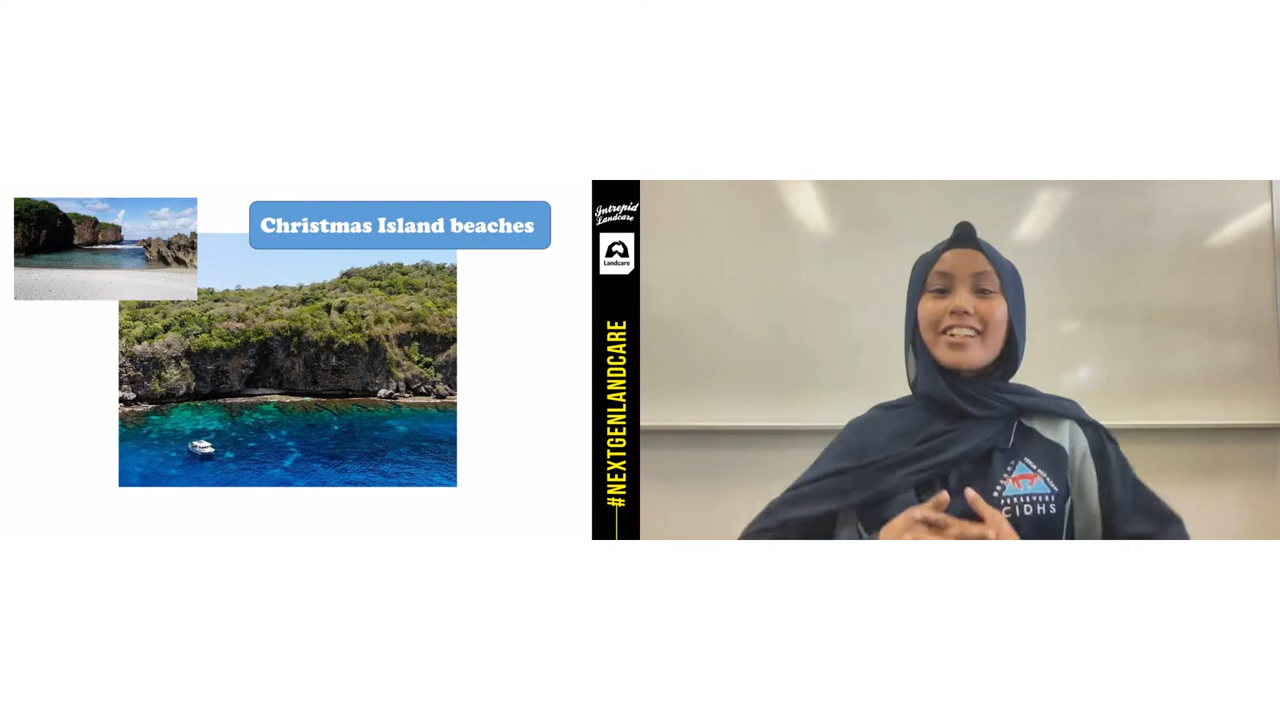 Christmas Island beaches
Intrepid
Landcare
Landcare
#NEXTGENLANDCARE
PERSEVERE
CIDHS